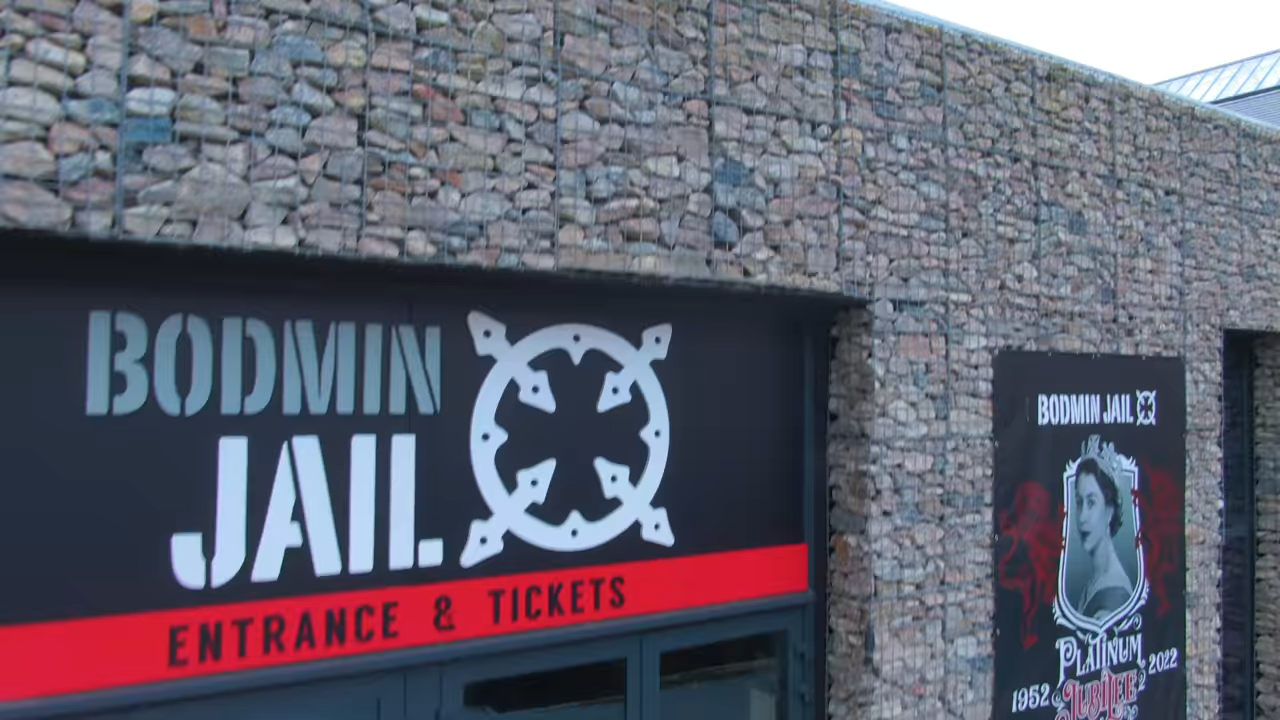 BODMIN
JAIL
ENTRANCE & TICKETS
BODMIN JAIL
PLATINUM
1952 2022
JUBILEE